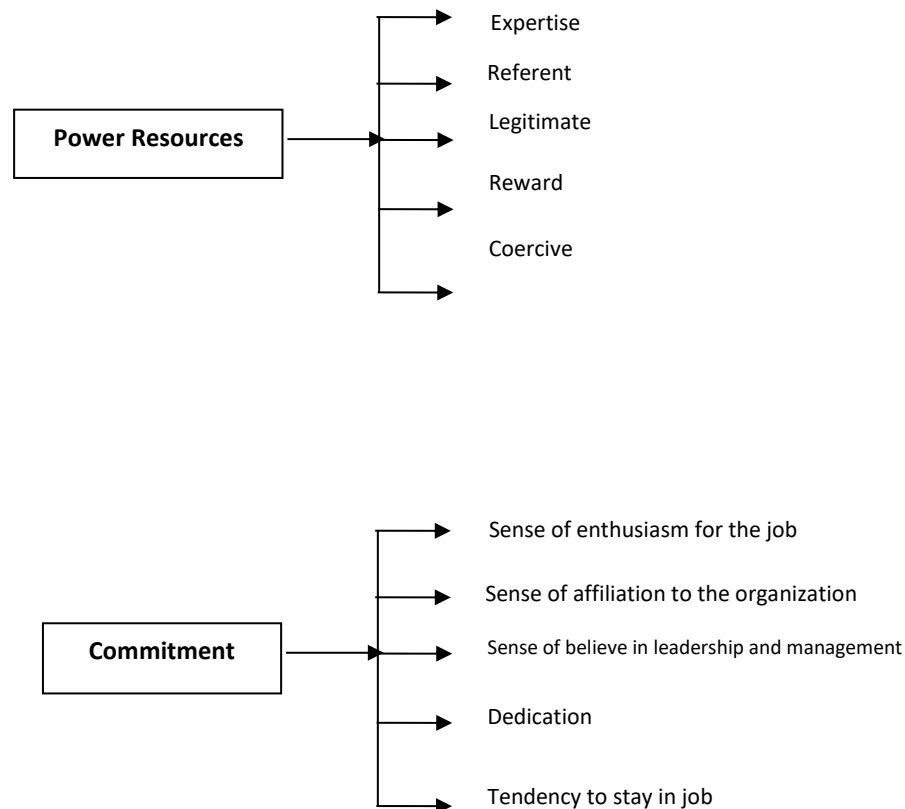 Expertise
Referent
Power Resources
Legitimate
Reward
Coercive
Sense of enthusiasm for the job
Sense of affiliation to the organization
Commitment
Sense of believe in leadership and management
Dedication
Tendency to stay in job